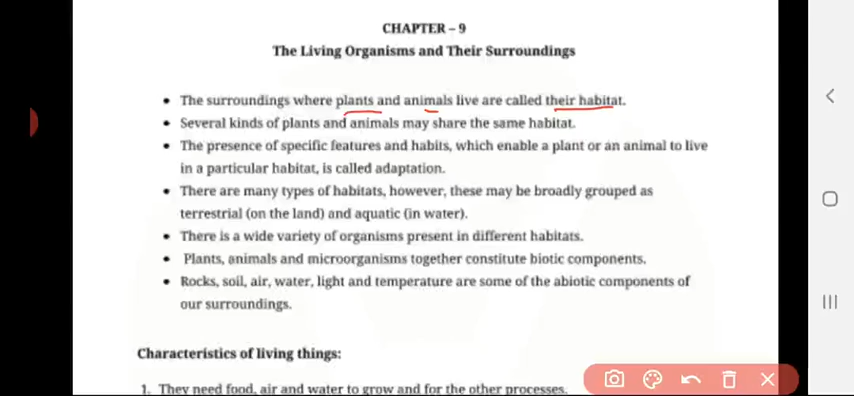 CHAPTER – 9
The Living Organisms and Their Surroundings
• The surroundings where plants and animals live are called their habitat.
• Several kinds of plants and animals may share the same habitat.
• The presence of specific features and habits, which enable a plant or an animal to live
in a particular habitat, is called adaptation.
• There are many types of habitats, however, these may be broadly grouped as
terrestrial (on the land) and aquatic (in water).
• There is a wide variety of organisms present in different habitats.
• Plants, animals and microorganisms together constitute biotic components.
• Rocks, soil, air, water, light and temperature are some of the abiotic components of
our surroundings.
Characteristics of living things:
1. They need food, air and water to grow and for the other processes.